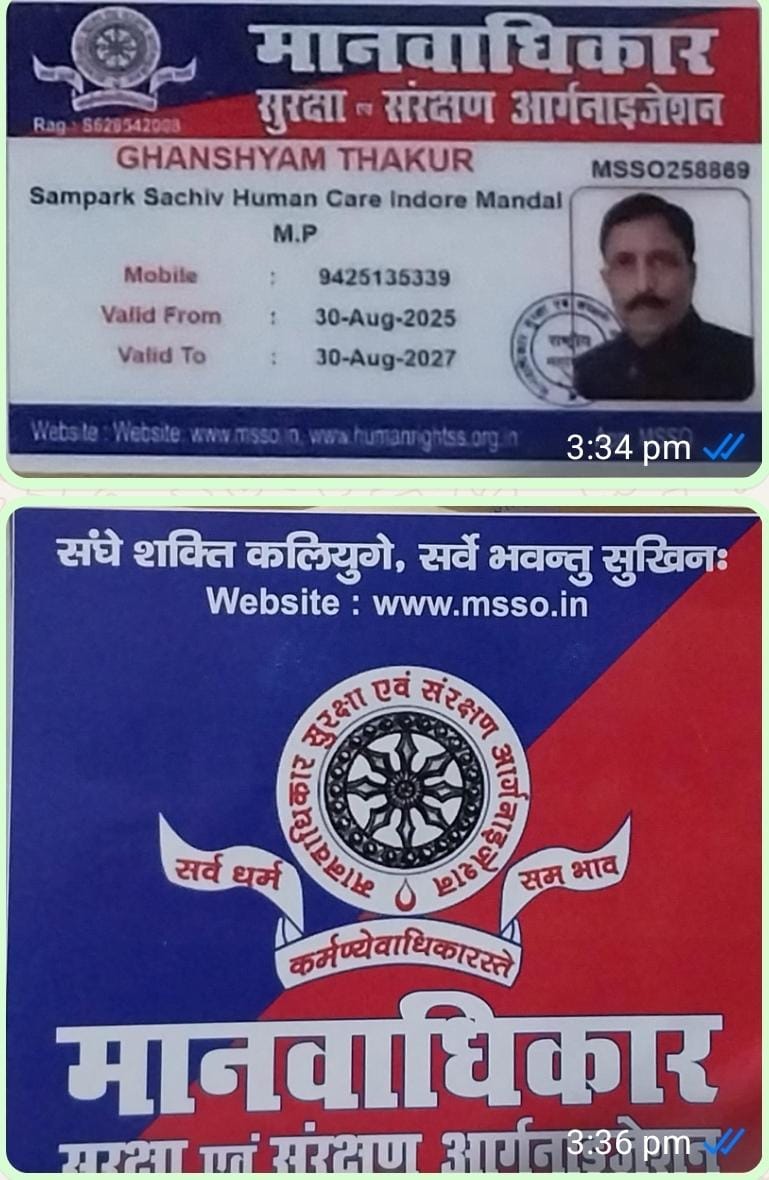 मानवाधिकार
सुरक्षा एवं संरक्षण आर्गनाइजेशन
Rag : S628542008
GHANSHYAM THAKUR
MSSO258869
Sampark Sachiv Human Care Indore Mandal
M.P
Mobile : 9425135339
Valid From : 30-Aug-2025
Valid To : 30-Aug-2027
Website : Website: www.msso.in, www.humanrightss.org.in
3:34 pm
संघे शक्ति कलियुगे, सर्वे भवन्तु सुखिनः
Website : www.msso.in
मानवाधिकार सुरक्षा एवं संरक्षण आर्गनाइजेशन
सर्व धर्म
सम भाव
कर्मण्येवाधिकारस्ते
मानवाधिकार
सुरक्षा एवं संरक्षण आर्गनाइजेशन
3:36 pm